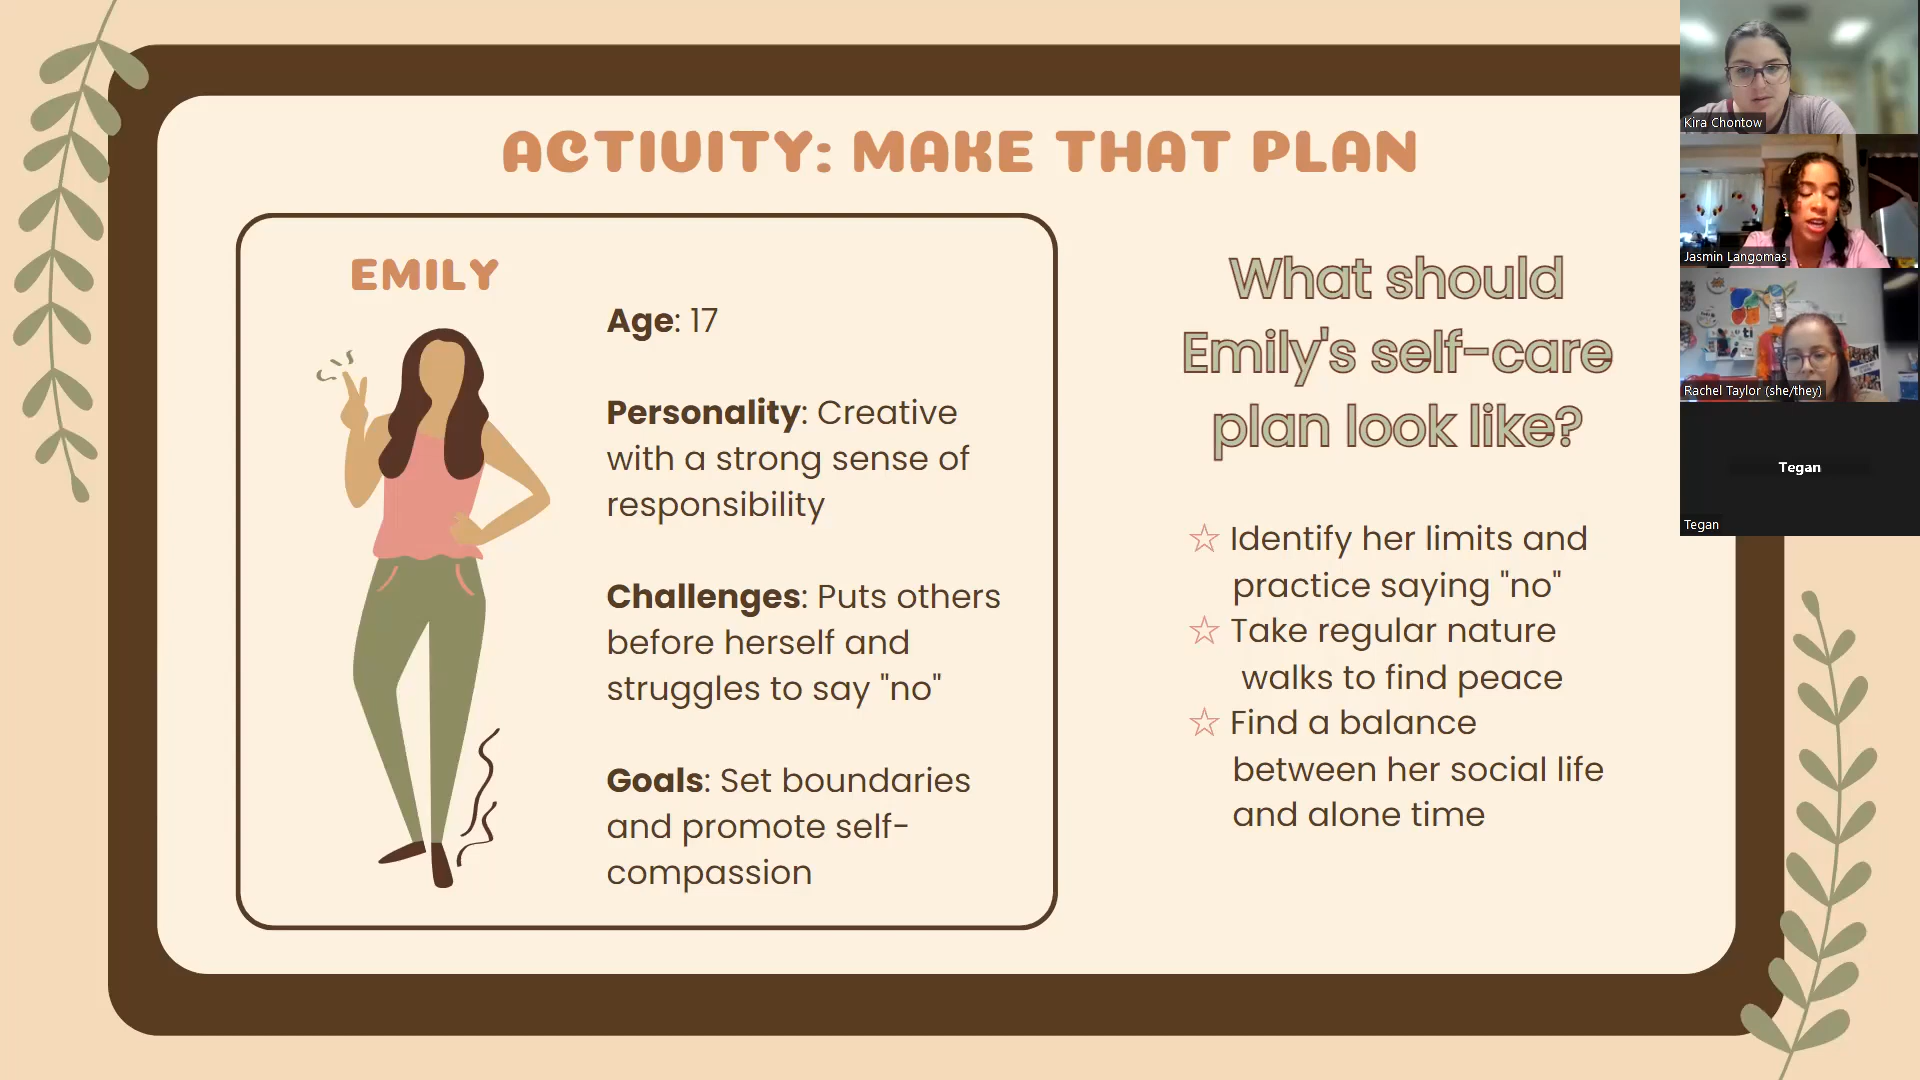 ACTIVITY: MAKE THAT PLAN
EMILY
Age: 17
Personality: Creative
with a strong sense of
responsibility
Challenges: Puts others
before herself and
struggles to say "no"
Goals: Set boundaries
and promote self-
compassion
What should
Emily's self-care
plan look like?
☆ Identify her limits and
practice saying "no"
☆ Take regular nature
walks to find peace
☆ Find a balance
between her social life
and alone time
Kira Chontow
Jasmin Langomas
Rachel Taylor (she/they)
Tegan
Tegan